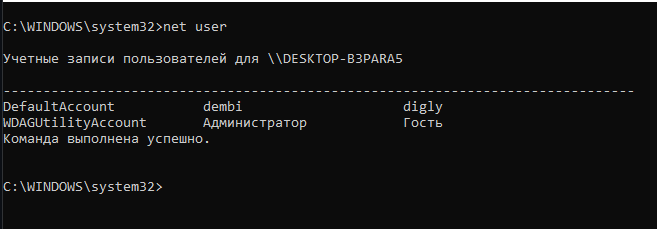 C:\WINDOWS\system32>net user
Учетные записи пользователей для \\DESKTOP-B3PARA5
-------------------------------------------------------------------------------
DefaultAccount           dembi                    digly
WDAGUtilityAccount       Администратор            Гость
Команда выполнена успешно.
C:\WINDOWS\system32>